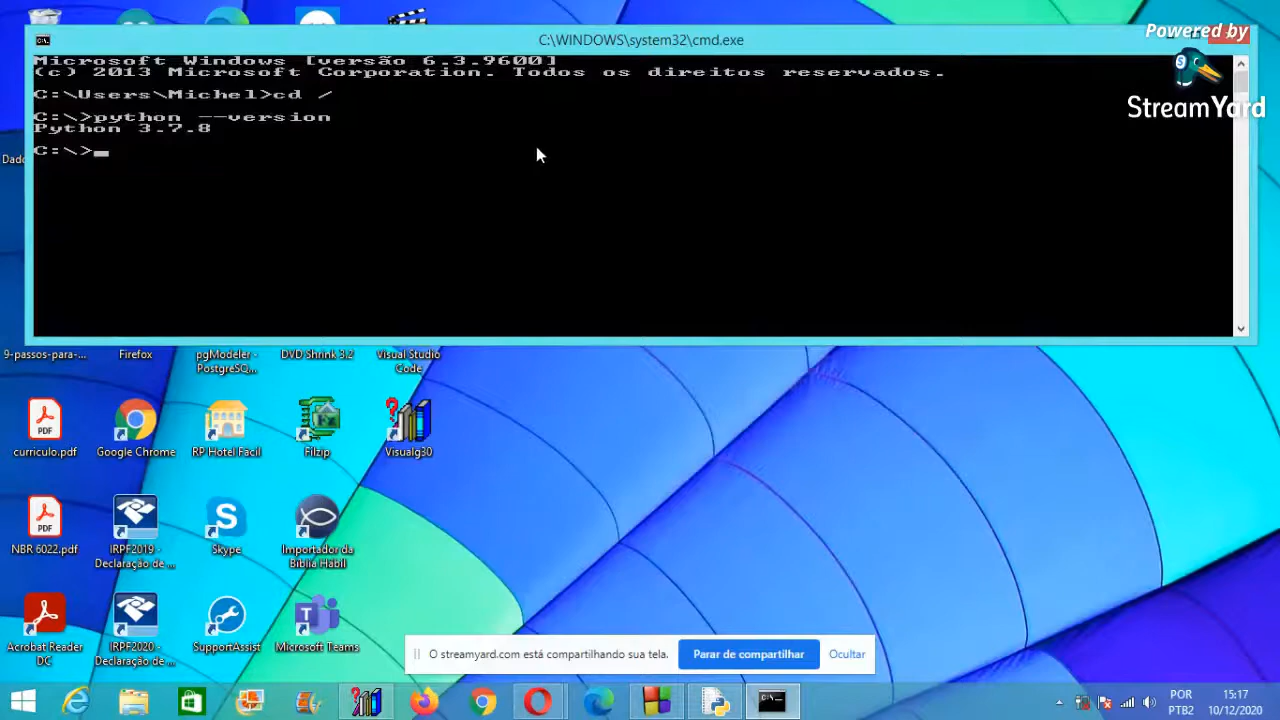 Powered by
StreamYard
C:\WINDOWS\system32\cmd.exe
Microsoft Windows [versão 6.3.9600]
(c) 2013 Microsoft Corporation. Todos os direitos reservados.
C:\Users\Michel>cd /
C:\>python --version
Python 3.7.8
C:\>
9-passos-para-...
Firefox
pgModeler -
PostgreSQ...
DVD Shrink 3.2
Visual Studio
Code
PDF
curriculo.pdf
Google Chrome
RP Hotel Facil
Filzip
Visualg30
PDF
NBR 6022.pdf
IRPF2019 -
Declaração de ...
Skype
Importador da
Bíblia Hábil
Acrobat Reader
DC
IRPF2020 -
Declaração de ...
SupportAssist
Microsoft Teams
O streamyard.com está compartilhando sua tela.
Parar de compartilhar
Ocultar
POR
PTB2
15:17
10/12/2020